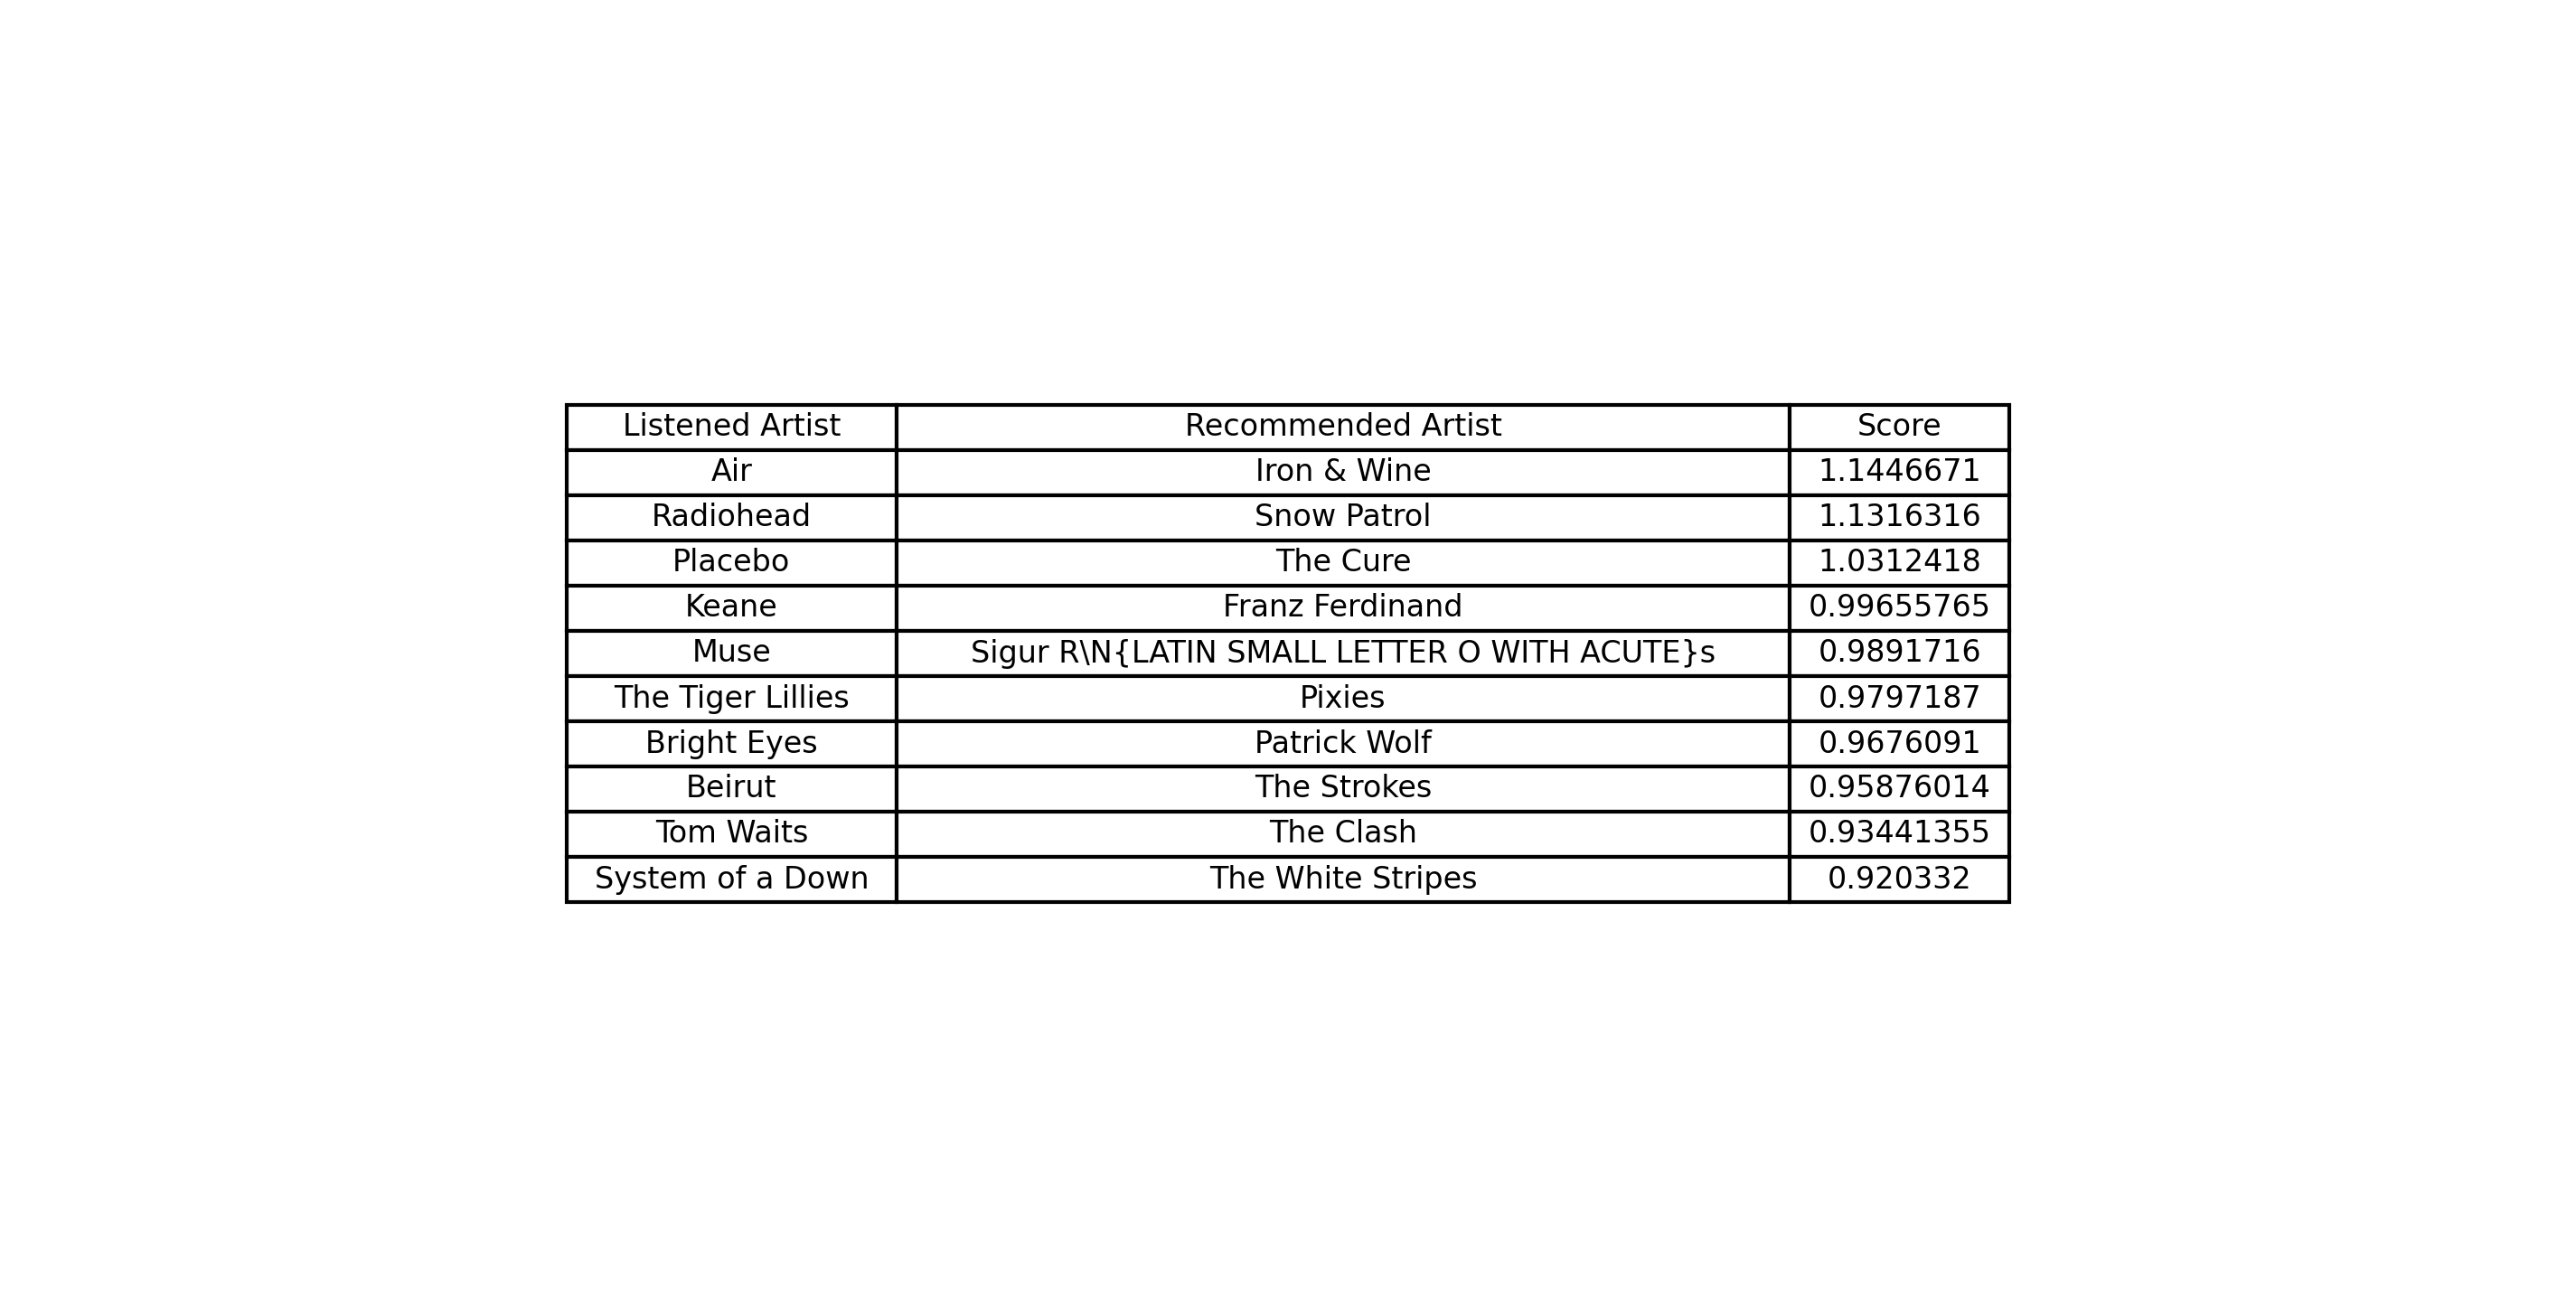 Listened Artist Recommended Artist Score
Air Iron & Wine 1.1446671
Radiohead Snow Patrol 1.1316316
Placebo The Cure 1.0312418
Keane Franz Ferdinand 0.99655765
Muse Sigur R\N{LATIN SMALL LETTER O WITH ACUTE}s 0.9891716
The Tiger Lillies Pixies 0.9797187
Bright Eyes Patrick Wolf 0.9676091
Beirut The Strokes 0.95876014
Tom Waits The Clash 0.93441355
System of a Down The White Stripes 0.920332